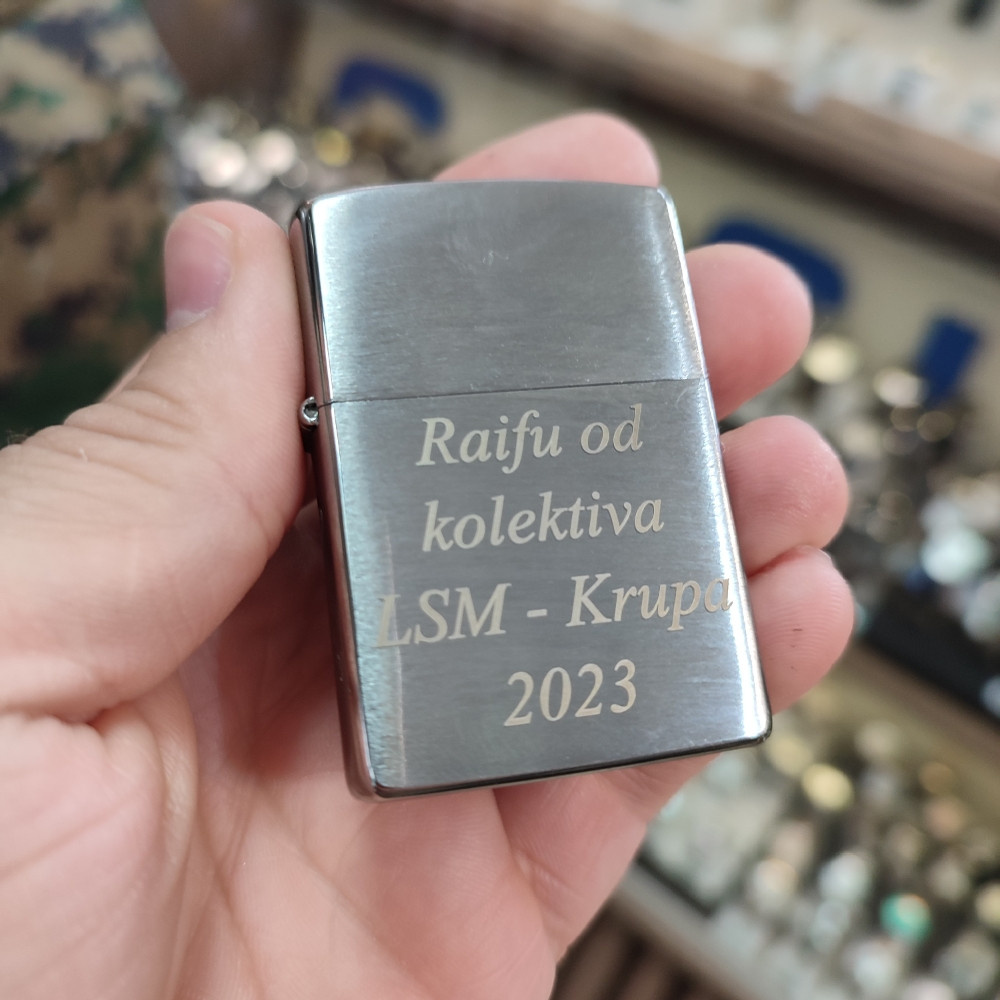 Raifu od
kolektiva
LSM - Krupa
2023